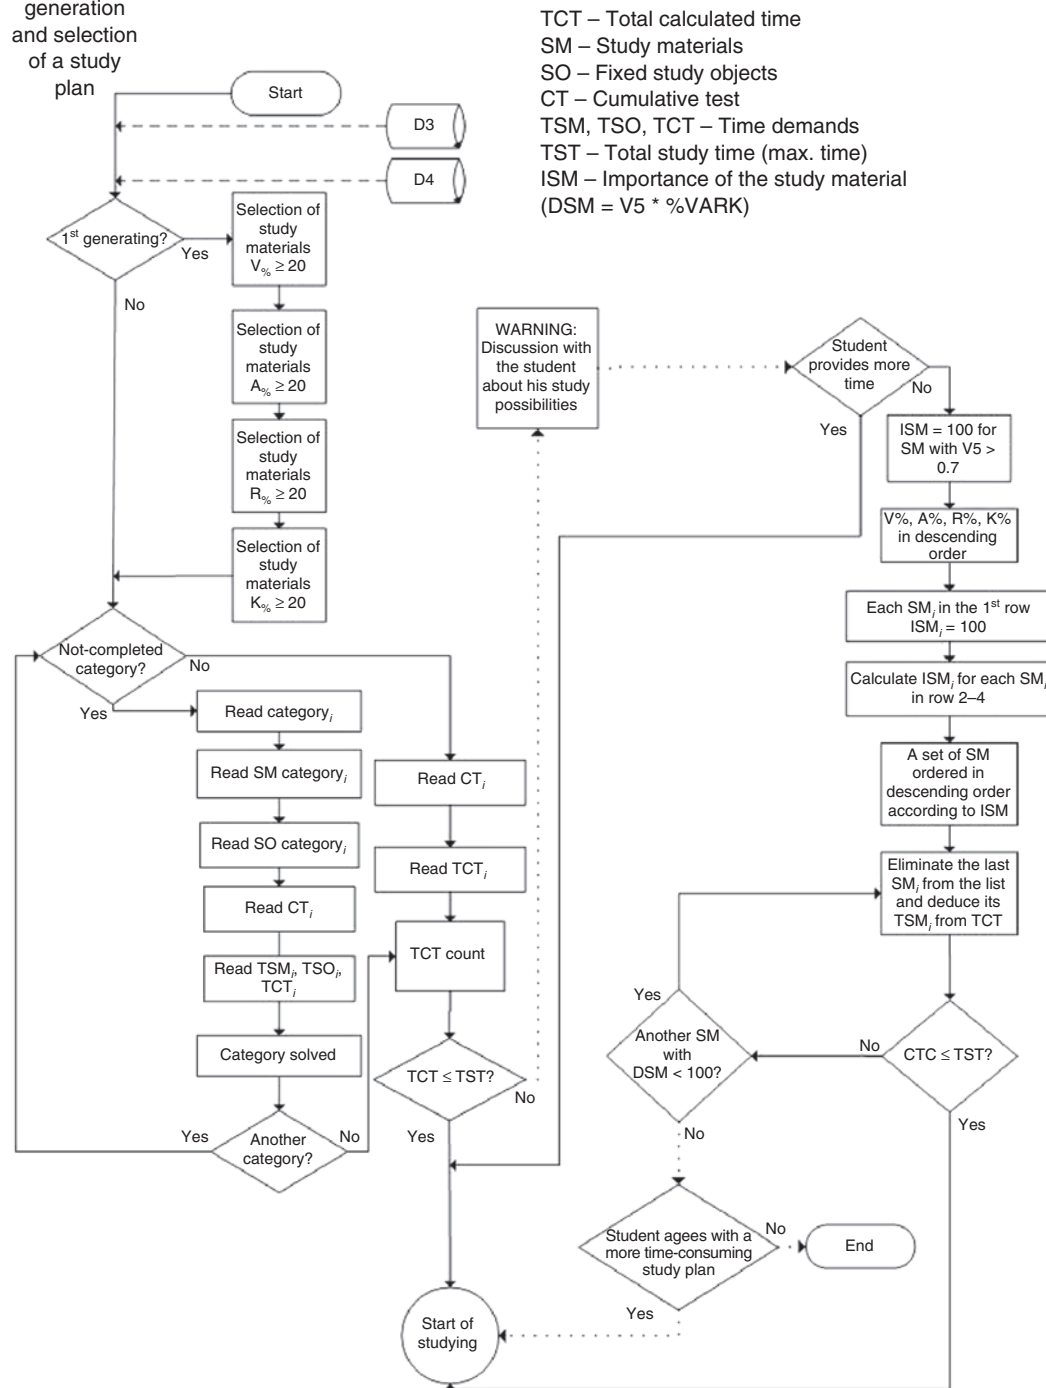 generation
and selection
of a study
plan
TCT – Total calculated time
SM – Study materials
SO – Fixed study objects
CT – Cumulative test
TSM, TSO, TCT – Time demands
TST – Total study time (max. time)
ISM – Importance of the study material
(DSM = V5 * %VARK)
Start
D3
D4
1st generating?
Yes
No
Selection of
study
materials
V% ≥ 20
Selection of
study
materials
A% ≥ 20
Selection of
study
materials
R% ≥ 20
Selection of
study
materials
K% ≥ 20
WARNING:
Discussion with
the student
about his study
possibilities
Student
provides more
time
No
Yes
ISM = 100 for
SM with V5 >
0.7
V%, A%, R%, K%
in descending
order
Each SMi in the 1st row
ISMi = 100
Calculate ISMi for each SMi
in row 2–4
A set of SM
ordered in
descending order
according to ISM
Eliminate the last
SMi from the list
and deduce its
TSMi from TCT
Not-completed
category?
No
Yes
Read categoryi
Read SM categoryi
Read SO categoryi
Read CTi
Read TSMi, TSOi,
TCTi
Category solved
Another
category?
Yes
No
Read CTi
Read TCTi
TCT count
TCT ≤ TST?
No
Yes
CTC ≤ TST?
No
Yes
Another SM
with
DSM < 100?
Yes
No
Student agees with a
more time-consuming
study plan
No
Yes
End
Start of
studying